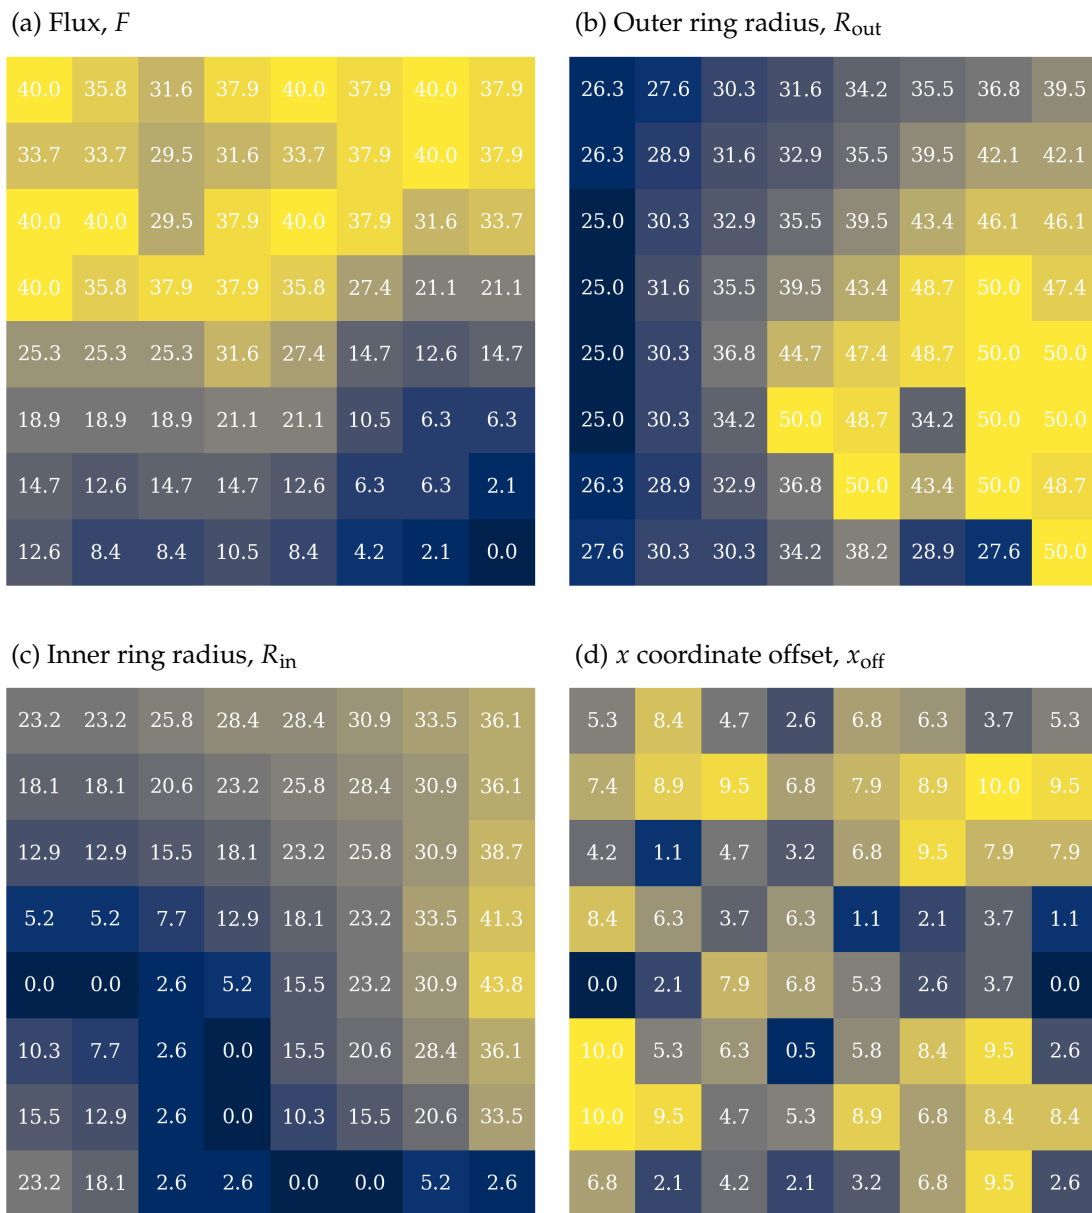 (a) Flux, F
40.0 35.8 31.6 37.9 40.0 37.9 40.0 37.9
33.7 33.7 29.5 31.6 33.7 37.9 40.0 37.9
40.0 40.0 29.5 37.9 40.0 37.9 31.6 33.7
40.0 35.8 37.9 37.9 35.8 27.4 21.1 21.1
25.3 25.3 25.3 31.6 27.4 14.7 12.6 14.7
18.9 18.9 18.9 21.1 21.1 10.5 6.3 6.3
14.7 12.6 14.7 14.7 12.6 6.3 6.3 2.1
12.6 8.4 8.4 10.5 8.4 4.2 2.1 0.0
(b) Outer ring radius, Rout
26.3 27.6 30.3 31.6 34.2 35.5 36.8 39.5
26.3 28.9 31.6 32.9 35.5 39.5 42.1 42.1
25.0 30.3 32.9 35.5 39.5 43.4 46.1 46.1
25.0 31.6 35.5 39.5 43.4 48.7 50.0 47.4
25.0 30.3 36.8 44.7 47.4 48.7 50.0 50.0
25.0 30.3 34.2 50.0 48.7 34.2 50.0 50.0
26.3 28.9 32.9 36.8 50.0 43.4 50.0 48.7
27.6 30.3 30.3 34.2 38.2 28.9 27.6 50.0
(c) Inner ring radius, Rin
23.2 23.2 25.8 28.4 28.4 30.9 33.5 36.1
18.1 18.1 20.6 23.2 25.8 28.4 30.9 36.1
12.9 12.9 15.5 18.1 23.2 25.8 30.9 38.7
5.2 5.2 7.7 12.9 18.1 23.2 33.5 41.3
0.0 0.0 2.6 5.2 15.5 23.2 30.9 43.8
10.3 7.7 2.6 0.0 15.5 20.6 28.4 36.1
15.5 12.9 2.6 0.0 10.3 15.5 20.6 33.5
23.2 18.1 2.6 2.6 0.0 0.0 5.2 2.6
(d) x coordinate offset, xoff
5.3 8.4 4.7 2.6 6.8 6.3 3.7 5.3
7.4 8.9 9.5 6.8 7.9 8.9 10.0 9.5
4.2 1.1 4.7 3.2 6.8 9.5 7.9 7.9
8.4 6.3 3.7 6.3 1.1 2.1 3.7 1.1
0.0 2.1 7.9 6.8 5.3 2.6 3.7 0.0
10.0 5.3 6.3 0.5 5.8 8.4 9.5 2.6
10.0 9.5 4.7 5.3 8.9 6.8 8.4 8.4
6.8 2.1 4.2 2.1 3.2 6.8 9.5 2.6